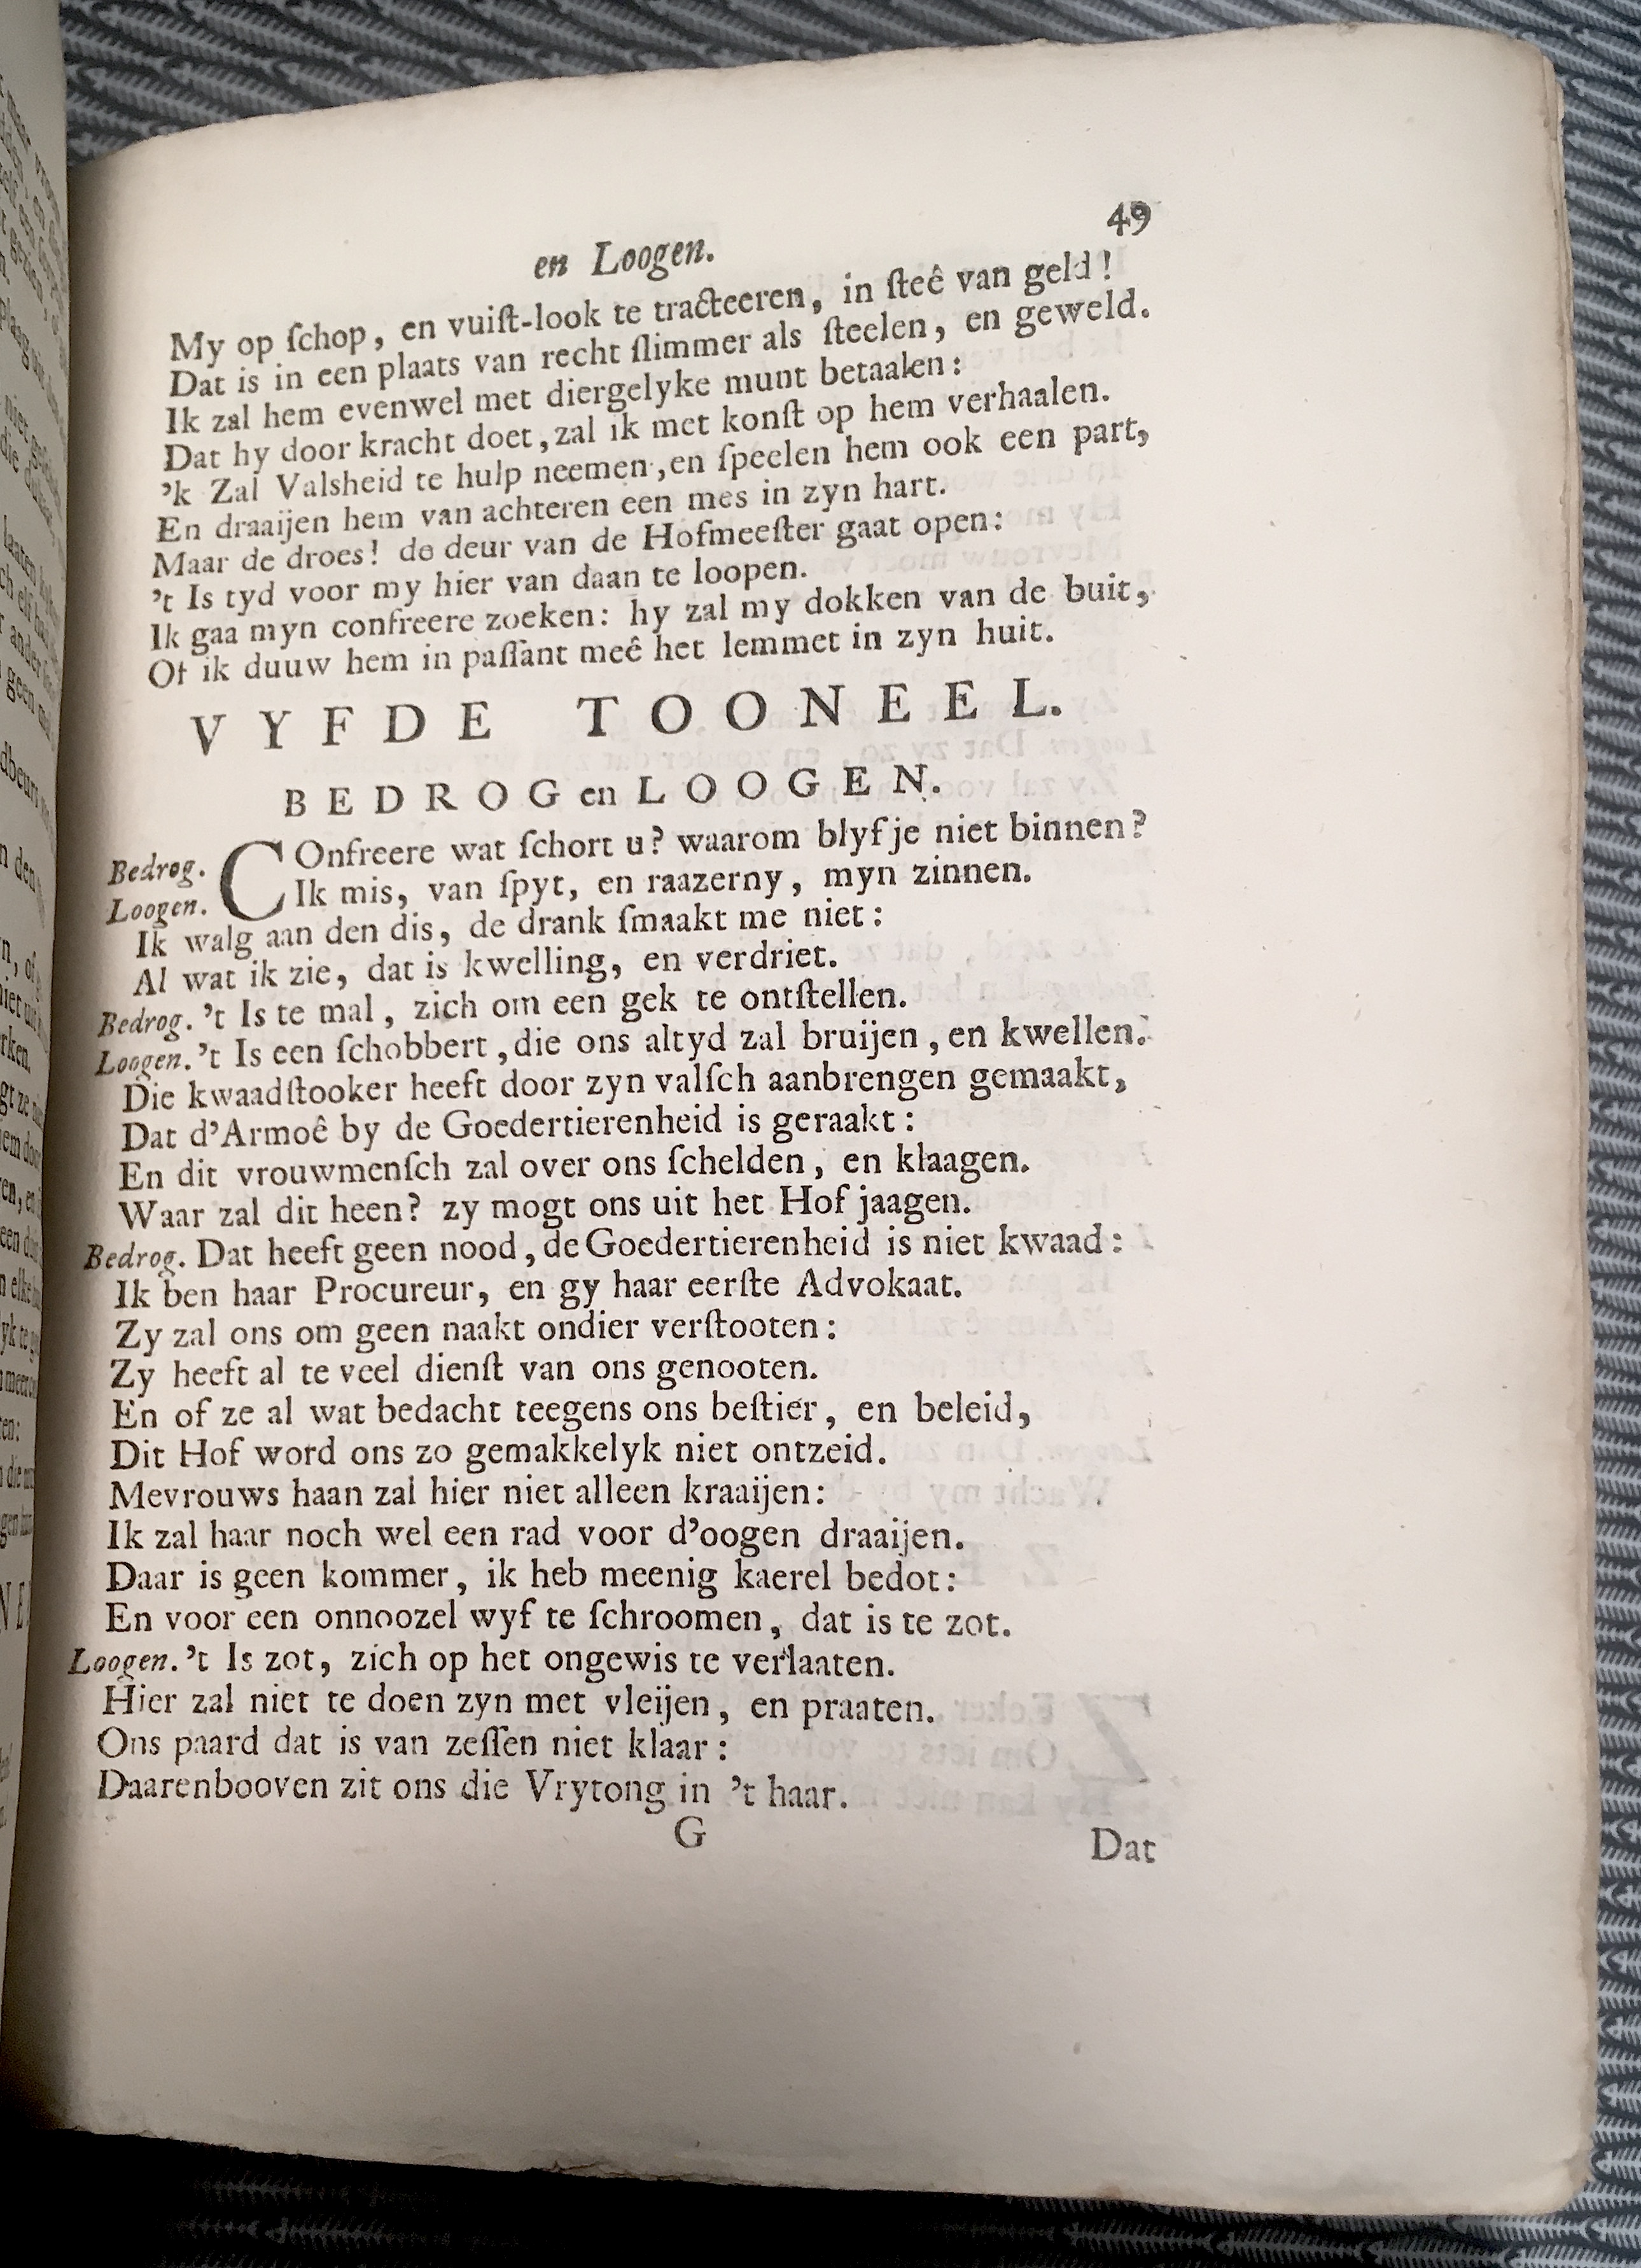 49
en Loogen.
My op ſchop, en vuiſt-look te tracteeren, in ſteê van geld!
Dat is in een plaats van recht ſlimmer als ſteelen, en geweld.
Ik zal hem evenwel met diergelyke munt betaalen:
Dat hy door kracht doet, zal ik met konſt op hem verhaalen.
'k Zal Valsheid te hulp neemen, en ſpeelen hem ook een part,
En draaijen hem van achteren een mes in zyn hart.
Maar de droes! de deur van de Hofmeeſter gaat open:
't Is tyd voor my hier van daan te loopen.
Ik gaa myn confreere zoeken: hy zal my dokken van de buit,
Of ik duuw hem in paſſant meê het lemmet in zyn huit.
VYFDE TOONEEL.
BEDROG en LOOGEN.
Bedrog. COnfreere wat ſchort u? waarom blyf je niet binnen?
Loogen. Ik mis, van ſpyt, en raazerny, myn zinnen.
Ik walg aan den dis, de drank ſmaakt me niet:
Al wat ik zie, dat is kwelling, en verdriet.
Bedrog. 't Is te mal, zich om een gek te ontſtellen.
Loogen. 't Is een ſchobbert, die ons altyd zal bruijen, en kwellen.
Die kwaadſtooker heeft door zyn valſch aanbrengen gemaakt,
Dat d'Armoê by de Goedertierenheid is geraakt:
En dit vrouwmenſch zal over ons ſchelden, en klaagen.
Waar zal dit heen? zy mogt ons uit het Hof jaagen.
Bedrog. Dat heeft geen nood, de Goedertierenheid is niet kwaad:
Ik ben haar Procureur, en gy haar eerſte Advokaat.
Zy zal ons om geen naakt ondier verſtooten:
Zy heeft al te veel dienſt van ons genooten.
En of ze al wat bedacht teegens ons beſtier, en beleid,
Dit Hof word ons zo gemakkelyk niet ontzeid.
Mevrouws haan zal hier niet alleen kraaijen:
Ik zal haar noch wel een rad voor d'oogen draaijen.
Daar is geen kommer, ik heb meenig kaerel bedot:
En voor een onnoozel wyf te ſchroomen, dat is te zot.
Loogen. 't Is zot, zich op het ongewis te verlaaten.
Hier zal niet te doen zyn met vleijen, en praaten.
Ons paard dat is van zeſſen niet klaar:
Daarenbooven zit ons die Vrytong in 't haar.
G
Dat